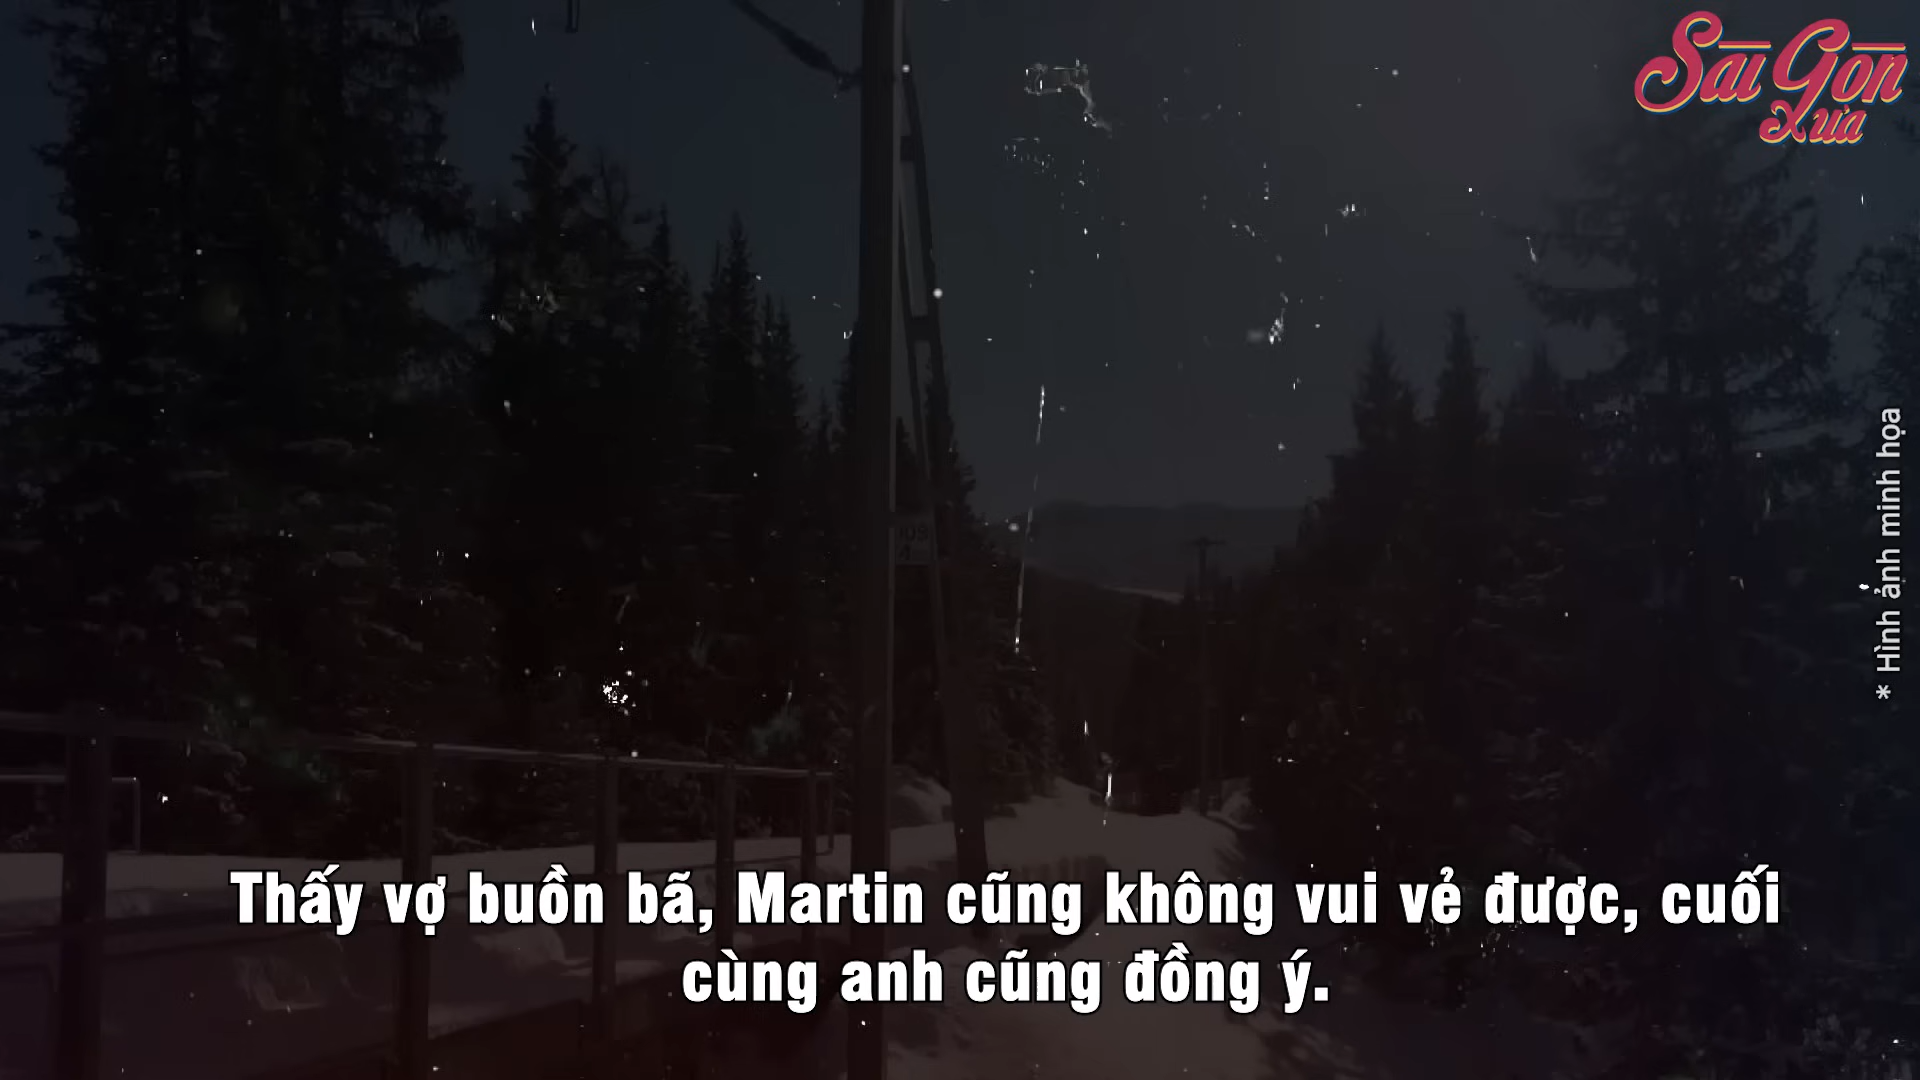 Sài Gòn
Xưa
* Hình ảnh minh họa
Thấy vợ buồn bã, Martin cũng không vui vẻ được, cuối
cùng anh cũng đồng ý.